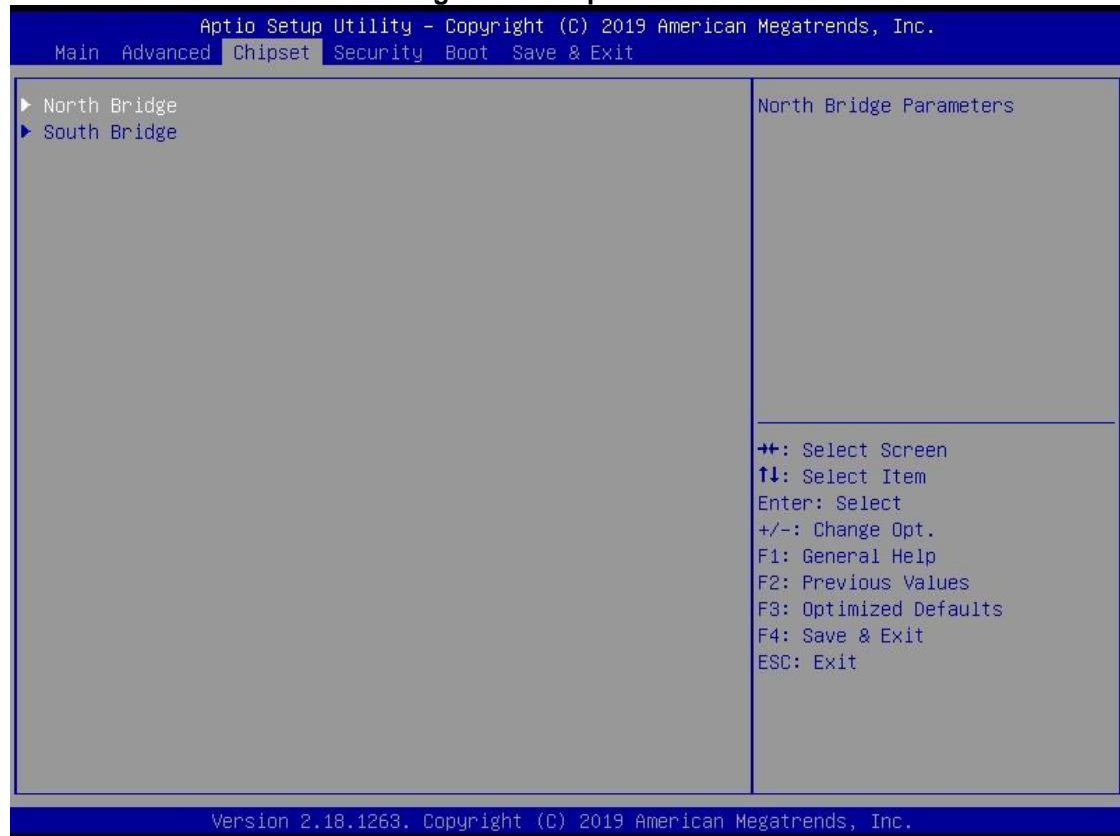 Aptio Setup Utility – Copyright (C) 2019 American Megatrends, Inc.
Main Advanced Chipset Security Boot Save & Exit
North Bridge
South Bridge
North Bridge Parameters
→←: Select Screen
↑↓: Select Item
Enter: Select
+/-: Change Opt.
F1: General Help
F2: Previous Values
F3: Optimized Defaults
F4: Save & Exit
ESC: Exit
Version 2.18.1263. Copyright (C) 2019 American Megatrends, Inc.